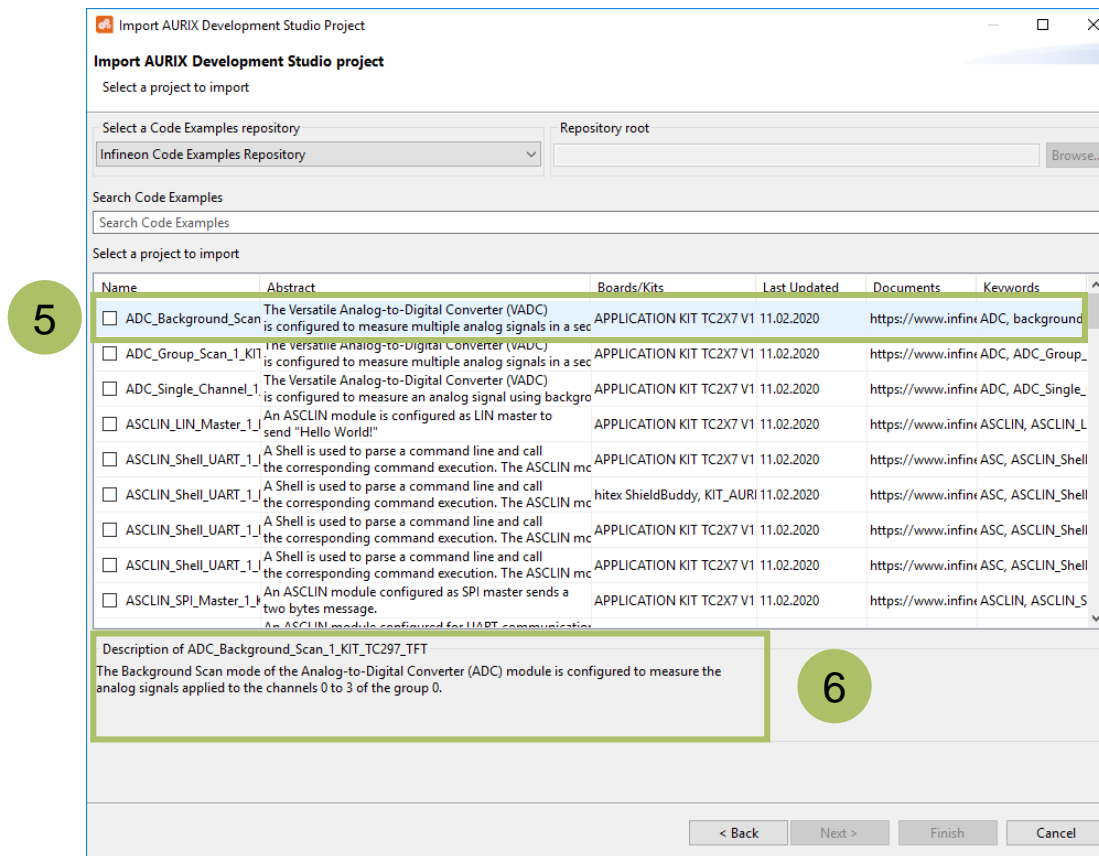 Import AURIX Development Studio Project
Import AURIX Development Studio project
Select a project to import
Select a Code Examples repository
Repository root
Infineon Code Examples Repository
Browse..
Search Code Examples
Search Code Examples
Select a project to import
Name Abstract Boards/Kits Last Updated Documents Keywords
5
ADC_Background_Scan The Versatile Analog-to-Digital Converter (VADC)
is configured to measure multiple analog signals in a sec APPLICATION KIT TC2X7 V1 11.02.2020 https://www.infine ADC, background
ADC_Group_Scan_1_KIT The Versatile Analog-to-Digital Converter (VADC)
is configured to measure multiple analog signals in a sec APPLICATION KIT TC2X7 V1 11.02.2020 https://www.infine ADC, ADC_Group_
ADC_Single_Channel_1_ The Versatile Analog-to-Digital Converter (VADC)
is configured to measure an analog signal using backgro APPLICATION KIT TC2X7 V1 11.02.2020 https://www.infine ADC, ADC_Single_
ASCLIN_LIN_Master_1_ An ASCLIN module is configured as LIN master to
send "Hello World!" APPLICATION KIT TC2X7 V1 11.02.2020 https://www.infine ASCLIN, ASCLIN_L
ASCLIN_Shell_UART_1_ A Shell is used to parse a command line and call
the corresponding command execution. The ASCLIN mo APPLICATION KIT TC2X7 V1 11.02.2020 https://www.infine ASC, ASCLIN_Shell
ASCLIN_Shell_UART_1_ A Shell is used to parse a command line and call
the corresponding command execution. The ASCLIN mo hitex ShieldBuddy, KIT_AURI 11.02.2020 https://www.infine ASC, ASCLIN_Shell
ASCLIN_Shell_UART_1_ A Shell is used to parse a command line and call
the corresponding command execution. The ASCLIN mo APPLICATION KIT TC2X7 V1 11.02.2020 https://www.infine ASC, ASCLIN_Shell
ASCLIN_Shell_UART_1_ A Shell is used to parse a command line and call
the corresponding command execution. The ASCLIN mo APPLICATION KIT TC2X7 V1 11.02.2020 https://www.infine ASC, ASCLIN_Shell
ASCLIN_SPI_Master_1_K An ASCLIN module configured as SPI master sends a
two bytes message. APPLICATION KIT TC2X7 V1 11.02.2020 https://www.infine ASCLIN, ASCLIN_S
An ASCLIN module configured for UART communication
Description of ADC_Background_Scan_1_KIT_TC297_TFT
The Background Scan mode of the Analog-to-Digital Converter (ADC) module is configured to measure the
analog signals applied to the channels 0 to 3 of the group 0.
6
< Back Next > Finish Cancel